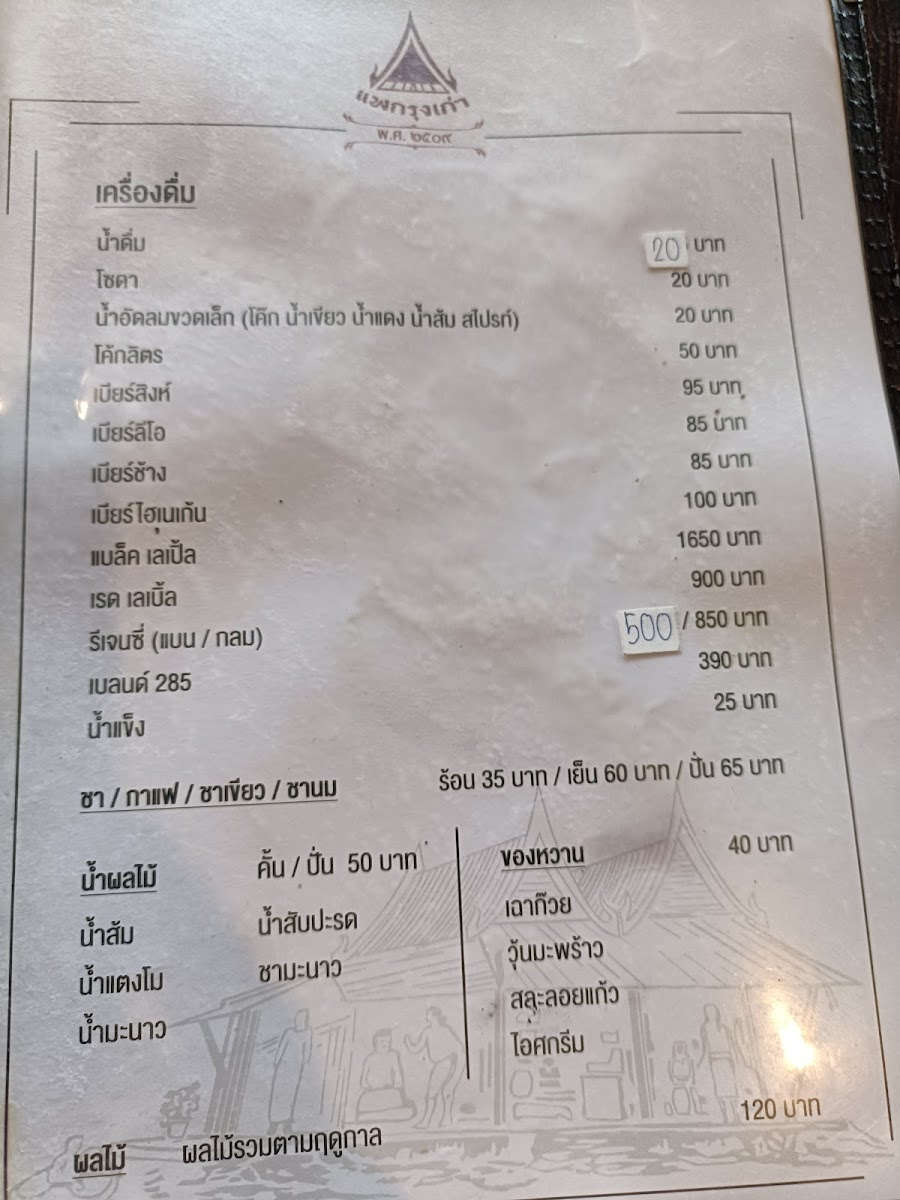 แพกรุงเก่า
พ.ศ. ๒๕๐๙
เครื่องดื่ม
น้ำดื่ม 20 บาท
โซดา 20 บาท
น้ำอัดลมขวดเล็ก (โค๊ก น้ำเขียว น้ำแดง น้ำส้ม สไปรท์) 20 บาท
โค้กลิตร 50 บาท
เบียร์สิงห์ 95 บาท
เบียร์ลีโอ 85 บาท
เบียร์ช้าง 85 บาท
เบียร์ไฮเนเก้น 100 บาท
แบล็ค เลเปิ้ล 1650 บาท
เรด เลเบิ้ล 900 บาท
รีเจนซี่ (แบน / กลม) 500 / 850 บาท
เบลนด์ 285 390 บาท
น้ำแข็ง 25 บาท
ชา / กาแฟ / ชาเขียว / ชานม ร้อน 35 บาท / เย็น 60 บาท / ปั่น 65 บาท
น้ำผลไม้ คั้น / ปั่น 50 บาท
น้ำส้ม น้ำสับปะรด
น้ำแตงโม ชามะนาว
น้ำมะนาว
ของหวาน 40 บาท
เฉาก๊วย
วุ้นมะพร้าว
สละลอยแก้ว
ไอศกรีม
ผลไม้ ผลไม้รวมตามฤดูกาล 120 บาท